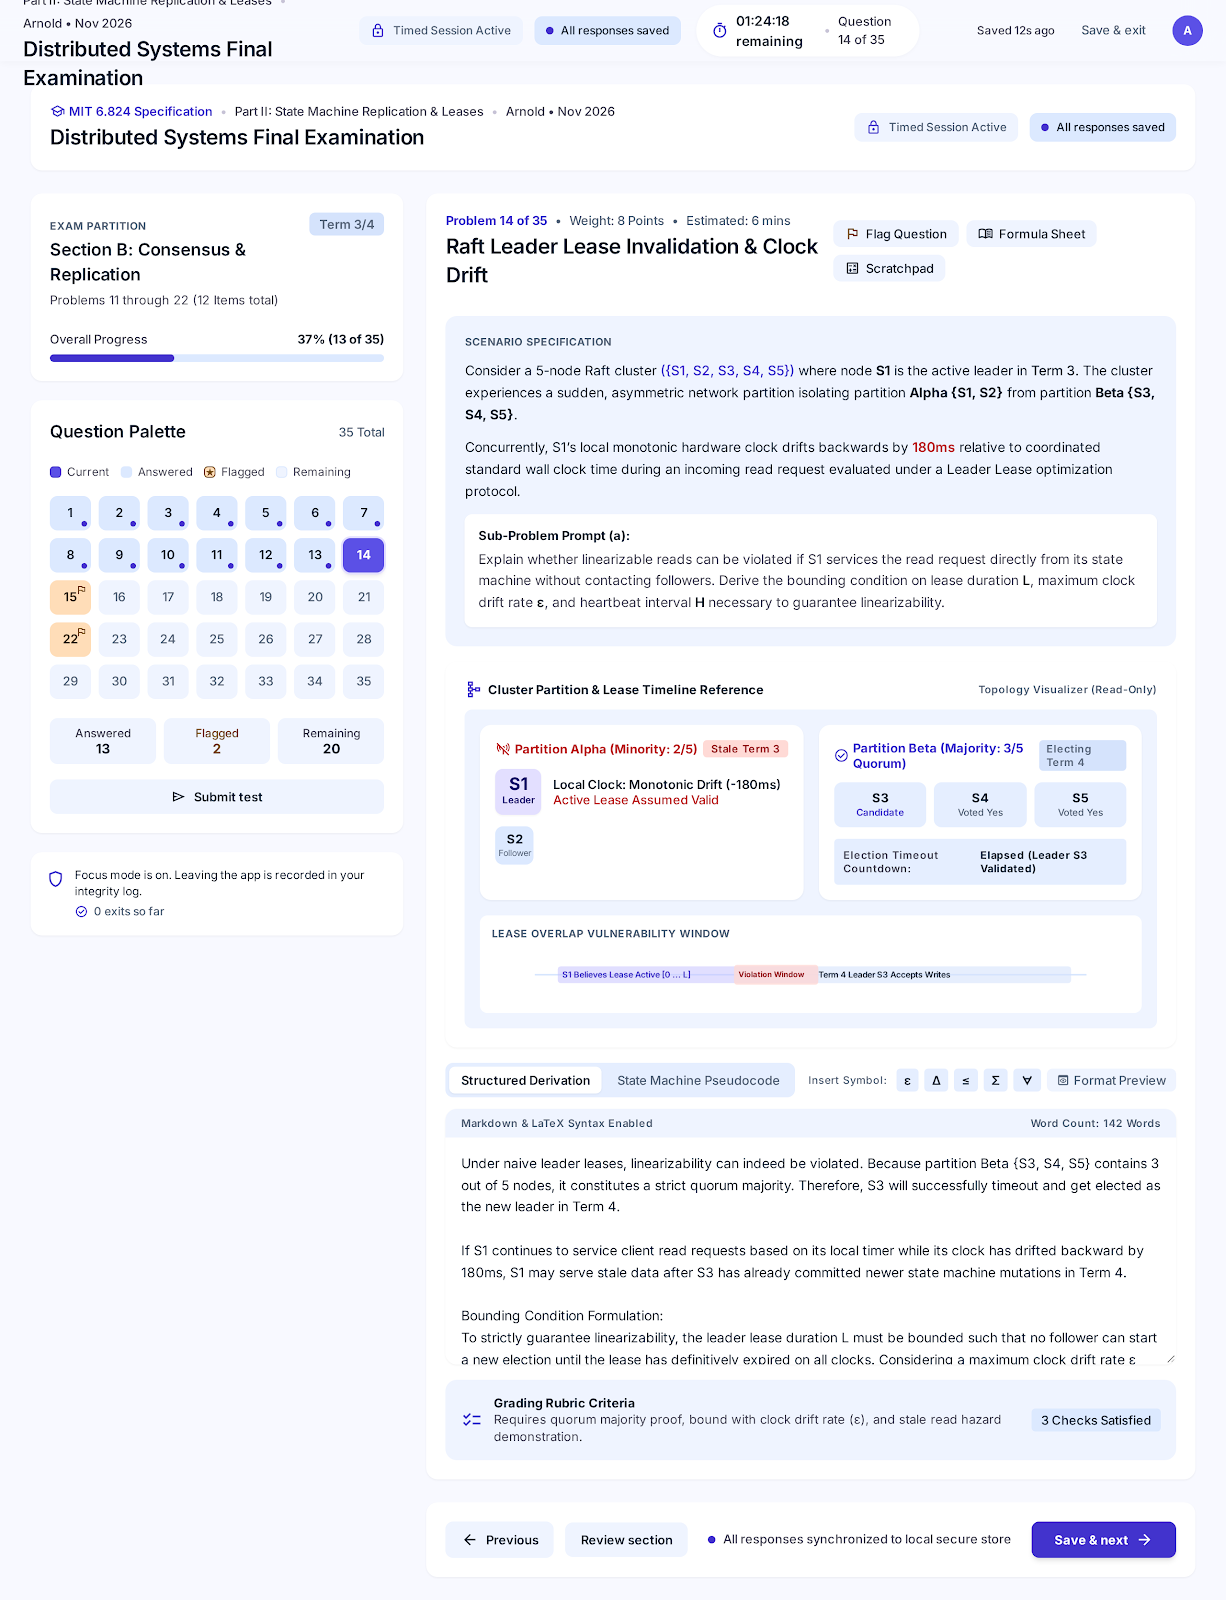 Part II: State Machine Replication & Leases •
Arnold • Nov 2026
Distributed Systems Final
Examination
Timed Session Active
All responses saved
01:24:18
remaining
•
Question
14 of 35
Saved 12s ago
Save & exit
A
MIT 6.824 Specification • Part II: State Machine Replication & Leases • Arnold • Nov 2026
Distributed Systems Final Examination
Timed Session Active
All responses saved
EXAM PARTITION
Term 3/4
Section B: Consensus &
Replication
Problems 11 through 22 (12 Items total)
Overall Progress
37% (13 of 35)
Question Palette
35 Total
Current
Answered
Flagged
Remaining
1 2 3 4 5 6 7
8 9 10 11 12 13 14
15 16 17 18 19 20 21
22 23 24 25 26 27 28
29 30 31 32 33 34 35
Answered
13
Flagged
2
Remaining
20
Submit test
Focus mode is on. Leaving the app is recorded in your
integrity log.
0 exits so far
Problem 14 of 35 • Weight: 8 Points • Estimated: 6 mins
Raft Leader Lease Invalidation & Clock
Drift
Flag Question
Formula Sheet
Scratchpad
SCENARIO SPECIFICATION
Consider a 5-node Raft cluster ({S1, S2, S3, S4, S5}) where node S1 is the active leader in Term 3. The cluster
experiences a sudden, asymmetric network partition isolating partition Alpha {S1, S2} from partition Beta {S3,
S4, S5}.
Concurrently, S1's local monotonic hardware clock drifts backwards by 180ms relative to coordinated
standard wall clock time during an incoming read request evaluated under a Leader Lease optimization
protocol.
Sub-Problem Prompt (a):
Explain whether linearizable reads can be violated if S1 services the read request directly from its state
machine without contacting followers. Derive the bounding condition on lease duration L, maximum clock
drift rate ε, and heartbeat interval H necessary to guarantee linearizability.
Cluster Partition & Lease Timeline Reference
Topology Visualizer (Read-Only)
Partition Alpha (Minority: 2/5)
Stale Term 3
S1
Leader
Local Clock: Monotonic Drift (-180ms)
Active Lease Assumed Valid
S2
Follower
Partition Beta (Majority: 3/5
Quorum)
Electing
Term 4
S3
Candidate
S4
Voted Yes
S5
Voted Yes
Election Timeout
Countdown:
Elapsed (Leader S3
Validated)
LEASE OVERLAP VULNERABILITY WINDOW
S1 Believes Lease Active [0 ... L]
Violation Window
Term 4 Leader S3 Accepts Writes
Structured Derivation
State Machine Pseudocode
Insert Symbol:
ε
Δ
≤
Σ
∀
Format Preview
Markdown & LaTeX Syntax Enabled
Word Count: 142 Words
Under naive leader leases, linearizability can indeed be violated. Because partition Beta {S3, S4, S5} contains 3
out of 5 nodes, it constitutes a strict quorum majority. Therefore, S3 will successfully timeout and get elected as
the new leader in Term 4.
If S1 continues to service client read requests based on its local timer while its clock has drifted backward by
180ms, S1 may serve stale data after S3 has already committed newer state machine mutations in Term 4.
Bounding Condition Formulation:
To strictly guarantee linearizability, the leader lease duration L must be bounded such that no follower can start
a new election until the lease has definitively expired on all clocks. Considering a maximum clock drift rate ε
Grading Rubric Criteria
Requires quorum majority proof, bound with clock drift rate (ε), and stale read hazard
demonstration.
3 Checks Satisfied
Previous
Review section
All responses synchronized to local secure store
Save & next